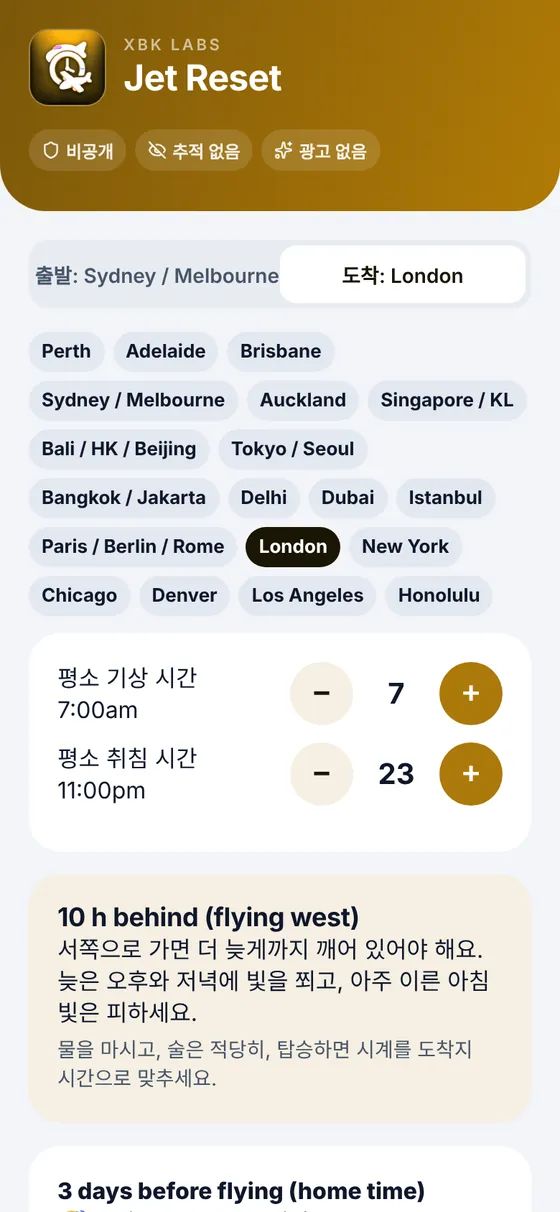 XBK LABS
Jet Reset
비공개 추적 없음 광고 없음
출발: Sydney / Melbourne 도착: London
Perth Adelaide Brisbane
Sydney / Melbourne Auckland Singapore / KL
Bali / HK / Beijing Tokyo / Seoul
Bangkok / Jakarta Delhi Dubai Istanbul
Paris / Berlin / Rome London New York
Chicago Denver Los Angeles Honolulu
평소 기상 시간
7:00am
− 7 +
평소 취침 시간
11:00pm
− 23 +
10 h behind (flying west)
서쪽으로 가면 더 늦게까지 깨어 있어야 해요.
늦은 오후와 저녁에 빛을 쬐고, 아주 이른 아침
빛은 피하세요.
물을 마시고, 술은 적당히, 탑승하면 시계를 도착지
시간으로 맞추세요.
3 days before flying (home time)